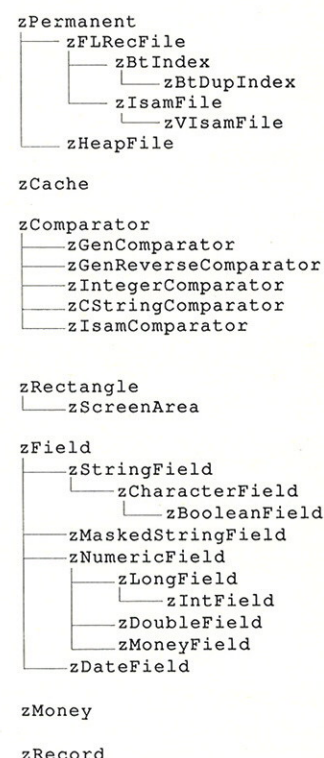 zPermanent
zFLRecFile
zBtIndex
zBtDupIndex
zIsamFile
zVIsamFile
zHeapFile
zCache
zComparator
zGenComparator
zGenReverseComparator
zIntegerComparator
zCStringComparator
zIsamComparator
zRectangle
zScreenArea
zField
zStringField
zCharacterField
zBooleanField
zMaskedStringField
zNumericField
zLongField
zIntField
zDoubleField
zMoneyField
zDateField
zMoney
zRecord